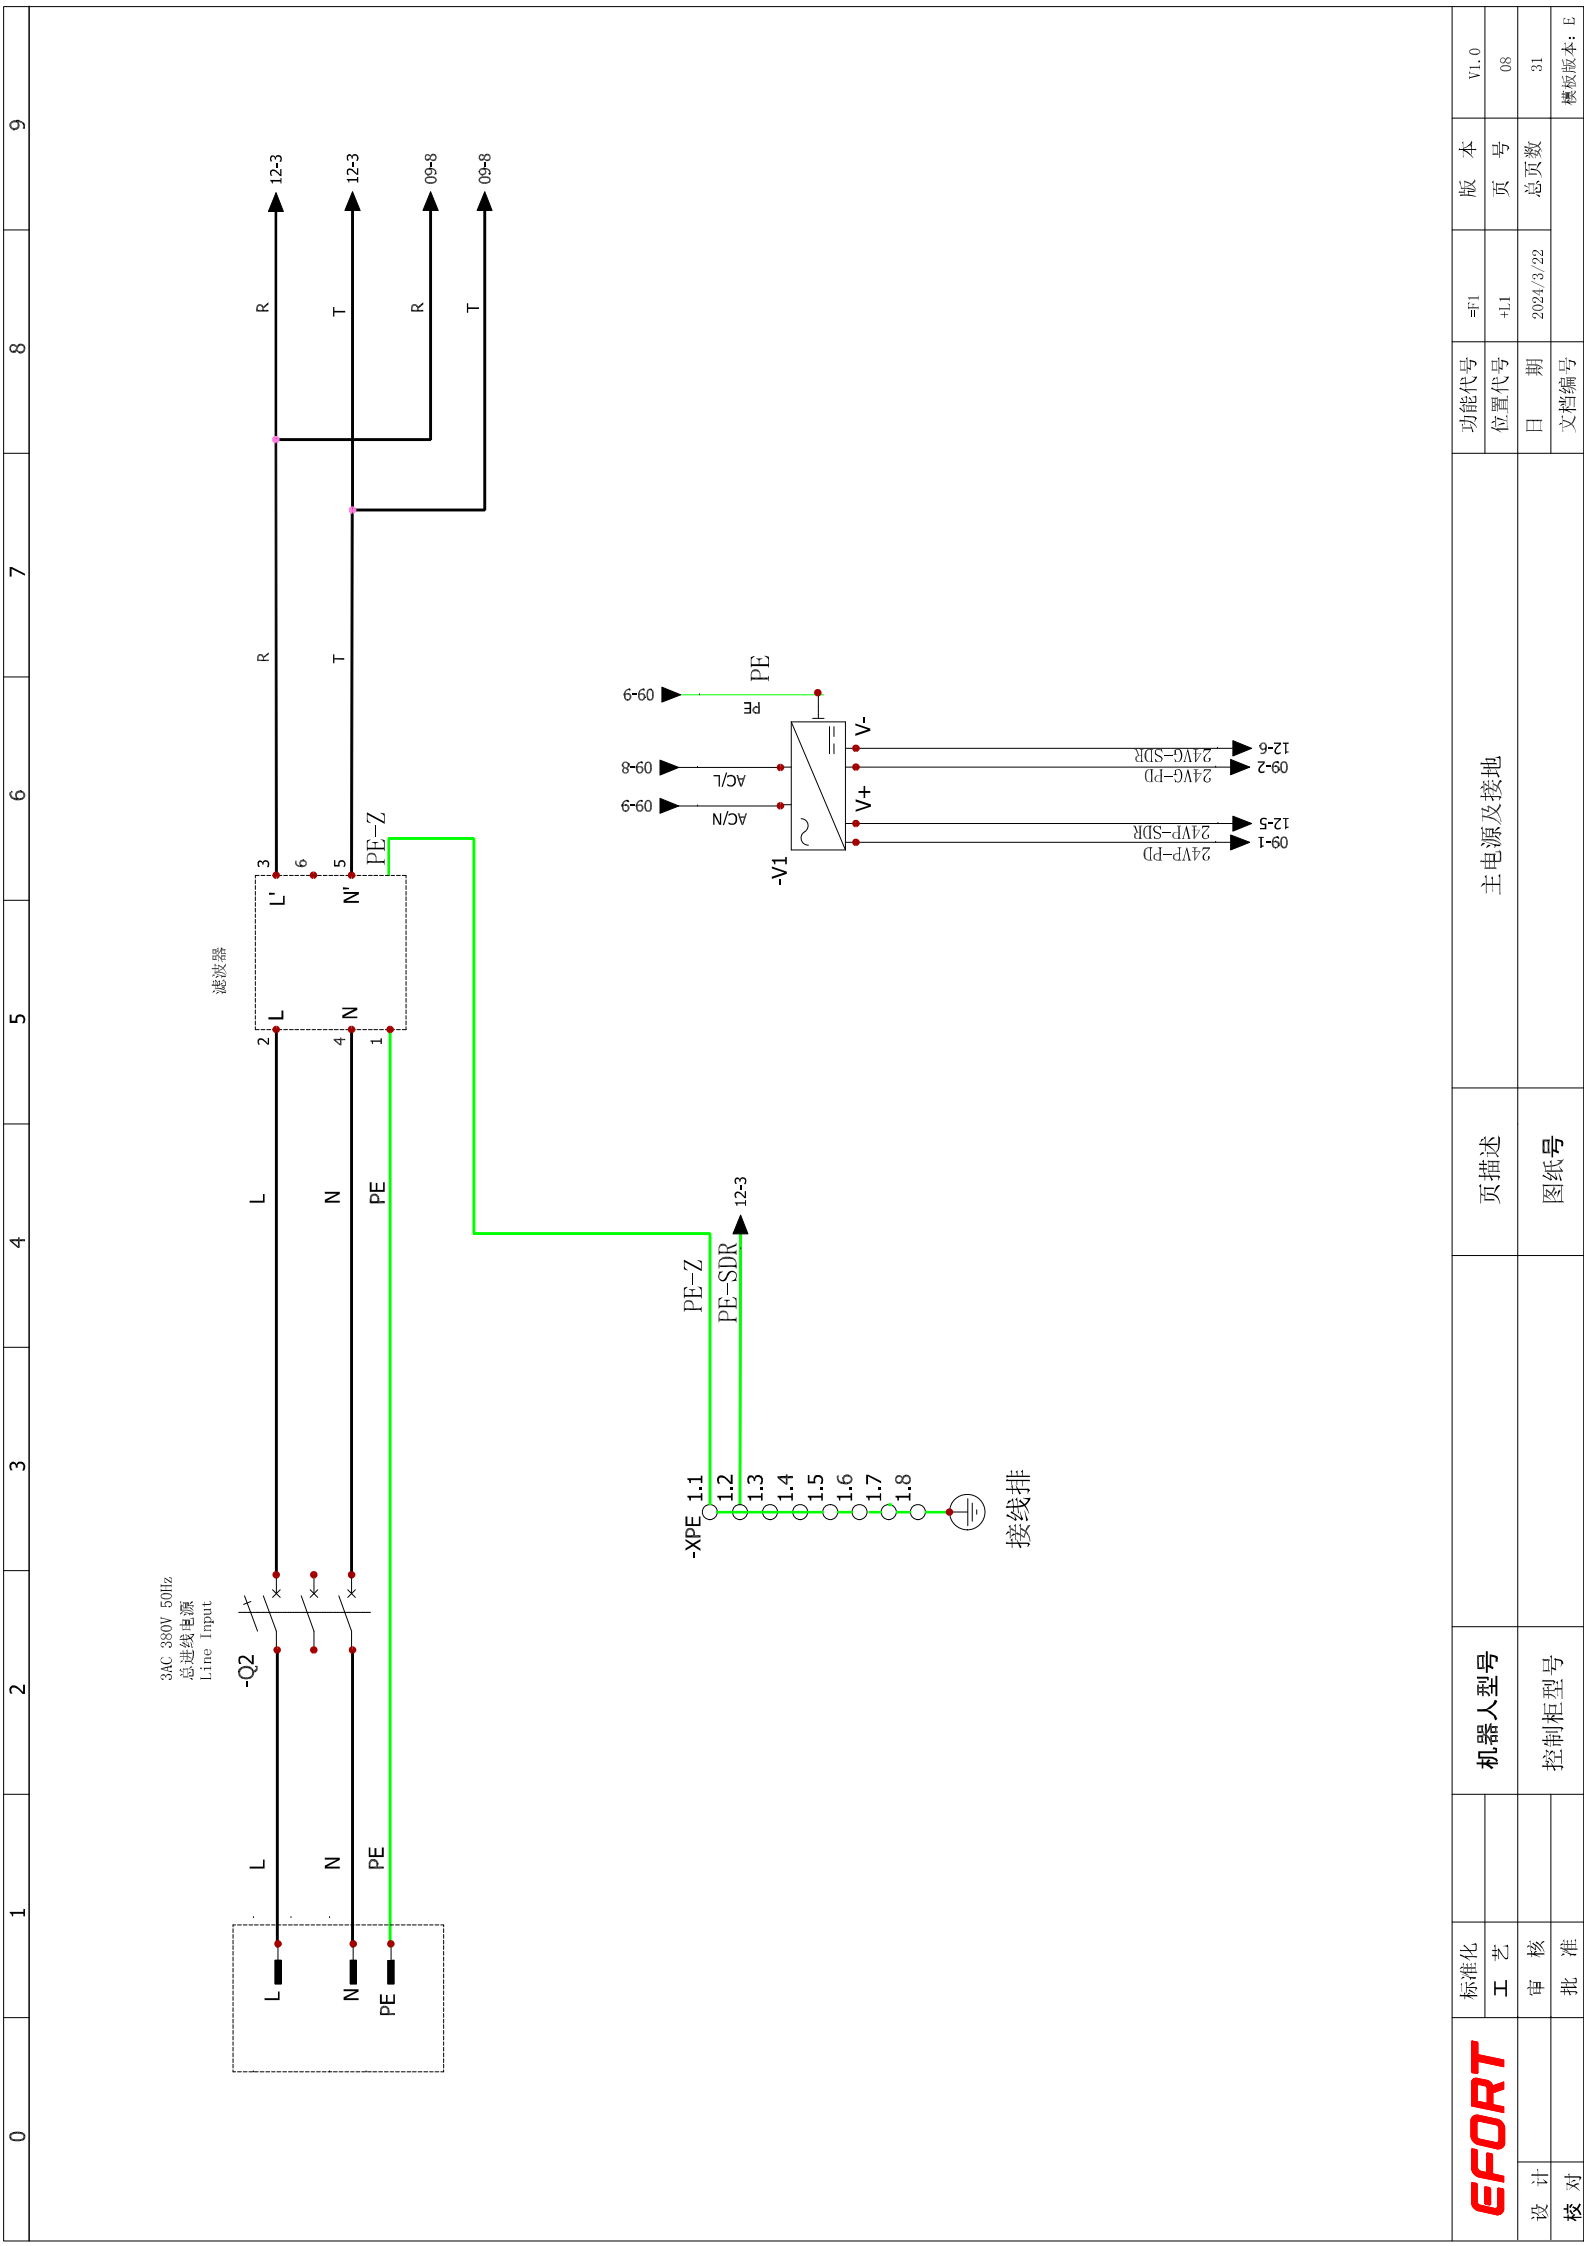 0 1 2 3 4 5 6 7 8 9
3AC 380V 50Hz
总进线电源
Line Input
-Q2
滤波器
L L L 2 L L' 3 R R 12-3
6
N N N 4 N N' 5 T T 12-3
PE PE PE 1 PE-Z
R 09-8
T 09-8
09-9 PE PE
09-8 AC/L
09-9 AC/N
-V1
V+ V-
24VG-SDR 12-6
24VG-PD 09-2
24VP-SDR 12-5
24VP-PD 09-1
-XPE
1.1 PE-Z
1.2 PE-SDR 12-3
1.3
1.4
1.5
1.6
1.7
1.8
接线排
EFORT
设 计
校 对
标准化
工 艺
审 核
批 准
机器人型号
控制柜型号
页描述 主电源及接地
图纸号
功能代号 =F1 版 本 V1.0
位置代号 +L1 页 号 08
日 期 2024/3/22 总页数 31
文档编号 模板版本: E